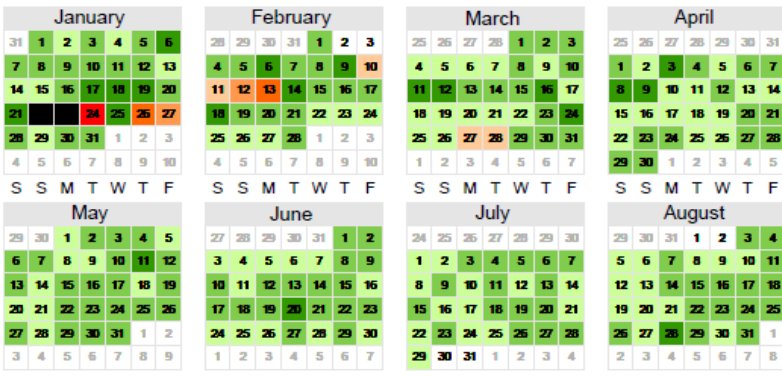 January
31 1 2 3 4 5 6
7 8 9 10 11 12 13
14 15 16 17 18 19 20
21 24 25 26 27
28 29 30 31 1 2 3
4 5 6 7 8 9 10
S S M T W T F
February
28 29 30 31 1 2 3
4 5 6 7 8 9 10
11 12 13 14 15 16 17
18 19 20 21 22 23 24
25 26 27 28 1 2 3
4 5 6 7 8 9 10
S S M T W T F
March
25 26 27 28 1 2 3
4 5 6 7 8 9 10
11 12 13 14 15 16 17
18 19 20 21 22 23 24
25 26 27 28 29 30 31
1 2 3 4 5 6 7
S S M T W T F
April
25 26 27 28 29 30 31
1 2 3 4 5 6 7
8 9 10 11 12 13 14
15 16 17 18 19 20 21
22 23 24 25 26 27 28
29 30 1 2 3 4 5
S S M T W T F
May
29 30 1 2 3 4 5
6 7 8 9 10 11 12
13 14 15 16 17 18 19
20 21 22 23 24 25 26
27 28 29 30 31 1 2
3 4 5 6 7 8 9
June
27 28 29 30 31 1 2
3 4 5 6 7 8 9
10 11 12 13 14 15 16
17 18 19 20 21 22 23
24 25 26 27 28 29 30
1 2 3 4 5 6 7
July
24 25 26 27 28 29 30
1 2 3 4 5 6 7
8 9 10 11 12 13 14
15 16 17 18 19 20 21
22 23 24 25 26 27 28
29 30 31 1 2 3 4
August
29 30 31 1 2 3 4
5 6 7 8 9 10 11
12 13 14 15 16 17 18
19 20 21 22 23 24 25
26 27 28 29 30 31 1
2 3 4 5 6 7 8